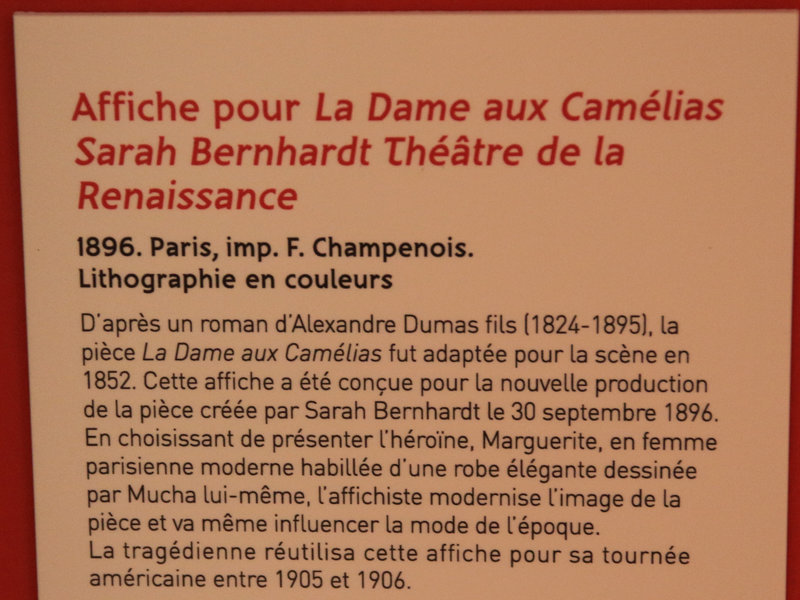 Affiche pour La Dame aux Camélias
Sarah Bernhardt Théâtre de la
Renaissance
1896. Paris, imp. F. Champenois.
Lithographie en couleurs
D'après un roman d'Alexandre Dumas fils (1824-1895), la
pièce La Dame aux Camélias fut adaptée pour la scène en
1852. Cette affiche a été conçue pour la nouvelle production
de la pièce créée par Sarah Bernhardt le 30 septembre 1896.
En choisissant de présenter l'héroïne, Marguerite, en femme
parisienne moderne habillée d'une robe élégante dessinée
par Mucha lui-même, l'affichiste modernise l'image de la
pièce et va même influencer la mode de l'époque.
La tragédienne réutilisa cette affiche pour sa tournée
américaine entre 1905 et 1906.